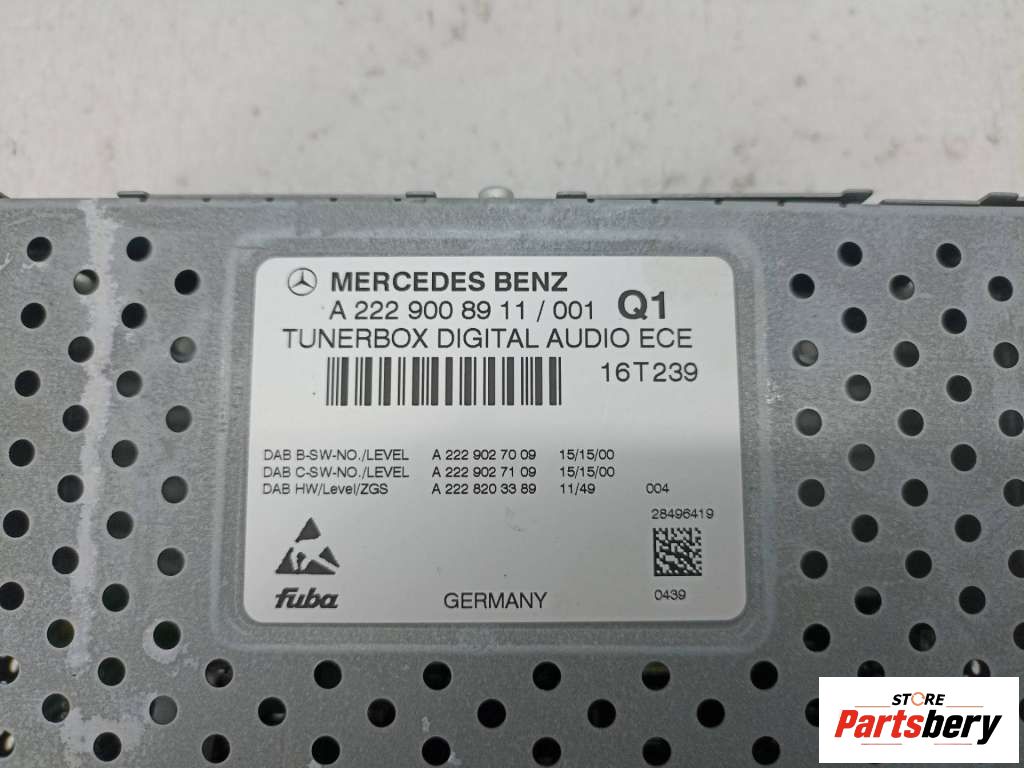 MERCEDES BENZ
A 222 900 89 11 / 001 Q1
TUNERBOX DIGITAL AUDIO ECE
16T239
DAB B-SW-NO./LEVEL A 222 902 70 09 15/15/00
DAB C-SW-NO./LEVEL A 222 902 71 09 15/15/00
DAB HW/Level/ZGS A 222 820 33 89 11/49 004
28496419
fuba GERMANY 0439
STORE
Partsbery